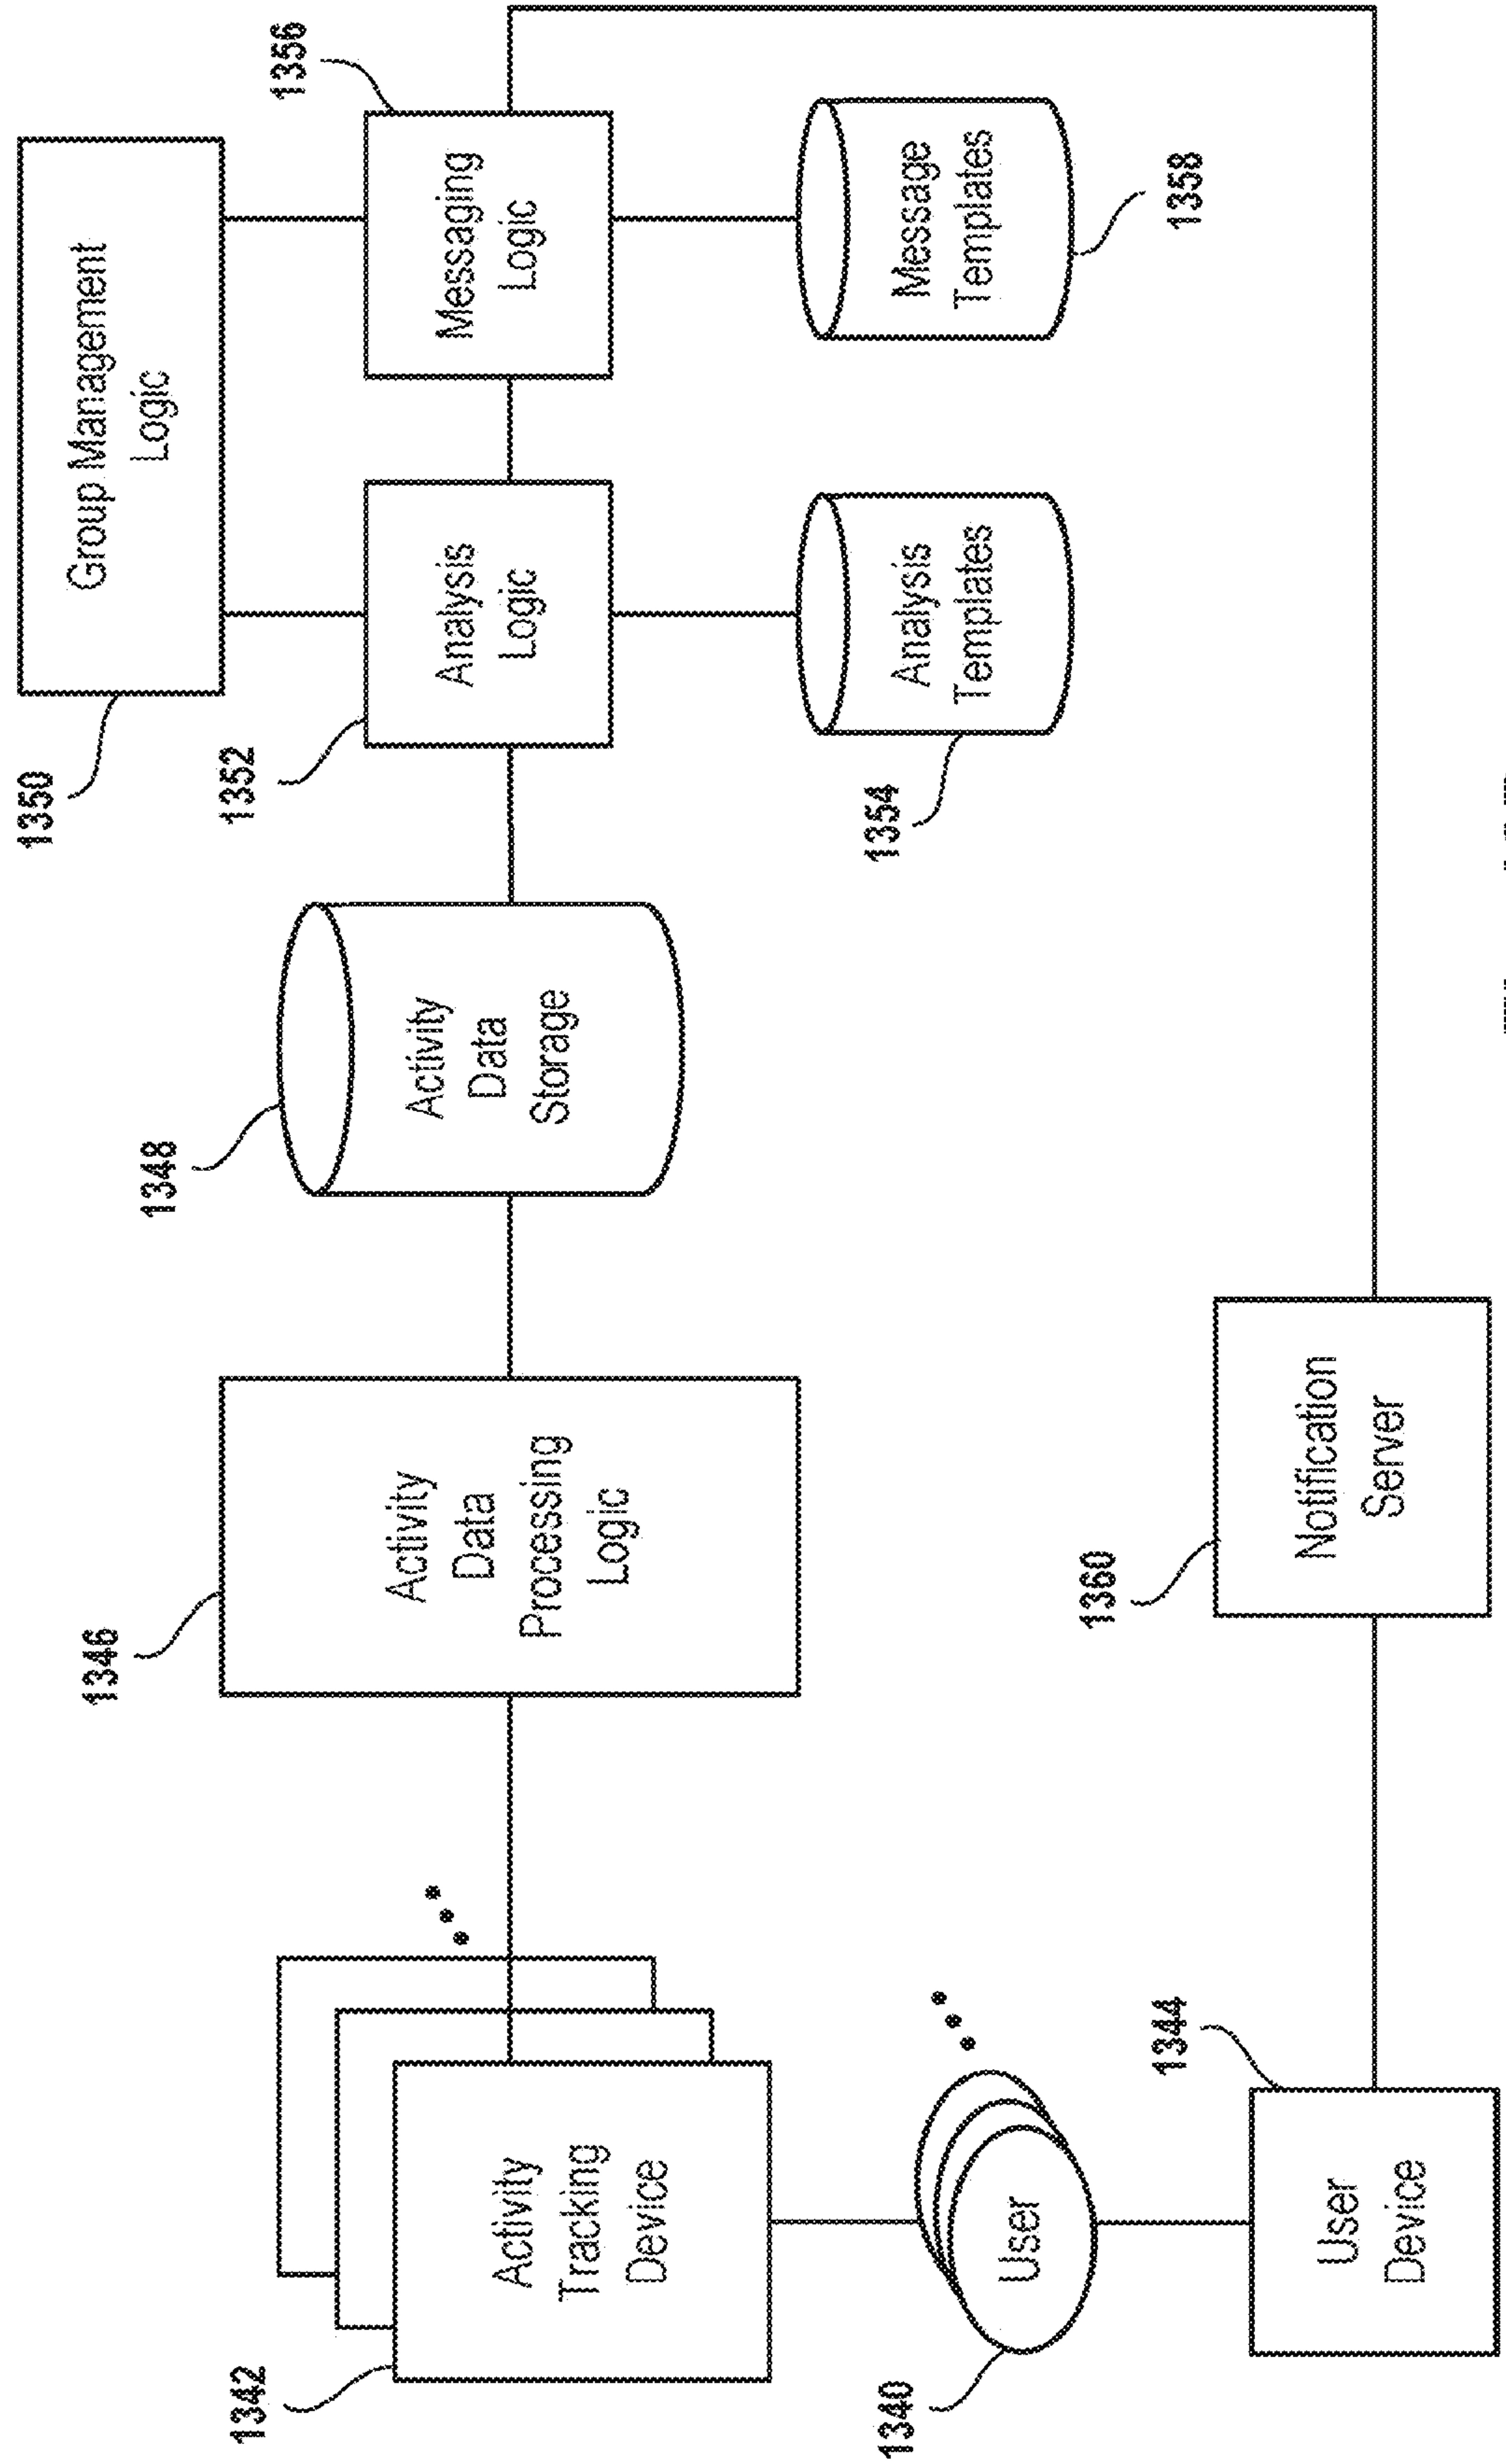 1350
Group Management
Logic
1352
Analysis
Logic
1356
Messaging
Logic
1342
Activity
Tracking
Device
1346
Activity
Data
Processing
Logic
1348
Activity
Data
Storage
1354
Analysis
Templates
Message
Templates
1358
1340
User
1344
User
Device
1360
Notification
Server